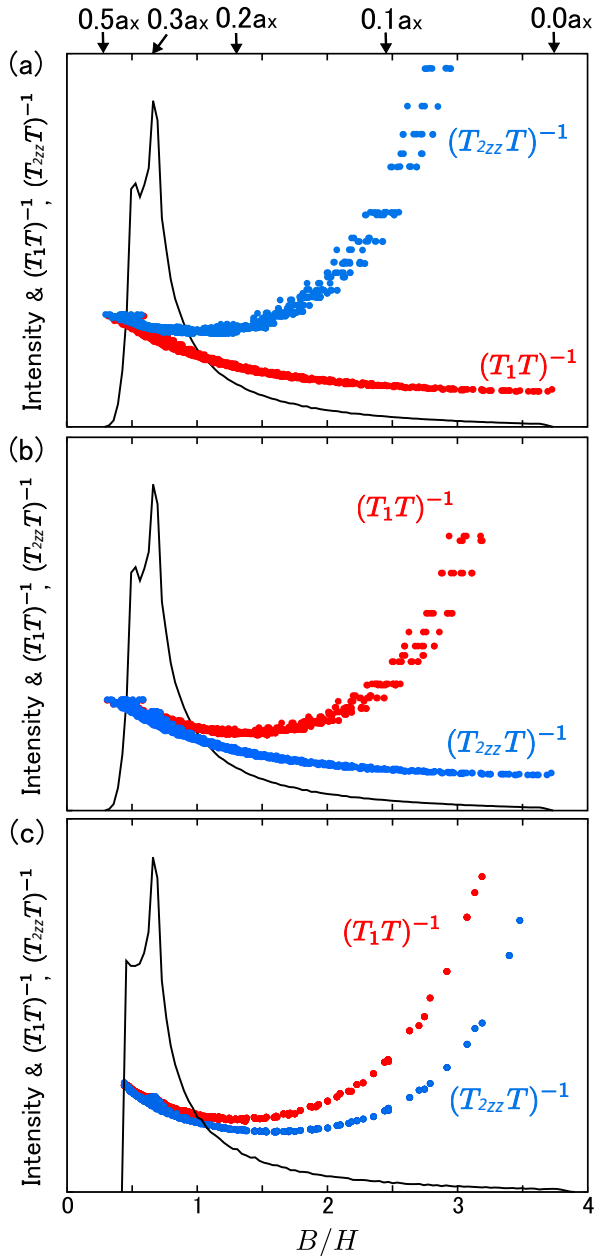 0.5ax 0.3ax 0.2ax 0.1ax 0.0ax
(a)
(T2zzT)−1
(T1T)−1
Intensity & (T1T)−1, (T2zzT)−1
(b)
(T1T)−1
(T2zzT)−1
Intensity & (T1T)−1, (T2zzT)−1
(c)
(T1T)−1
(T2zzT)−1
Intensity & (T1T)−1, (T2zzT)−1
0 1 2 3 4
B/H